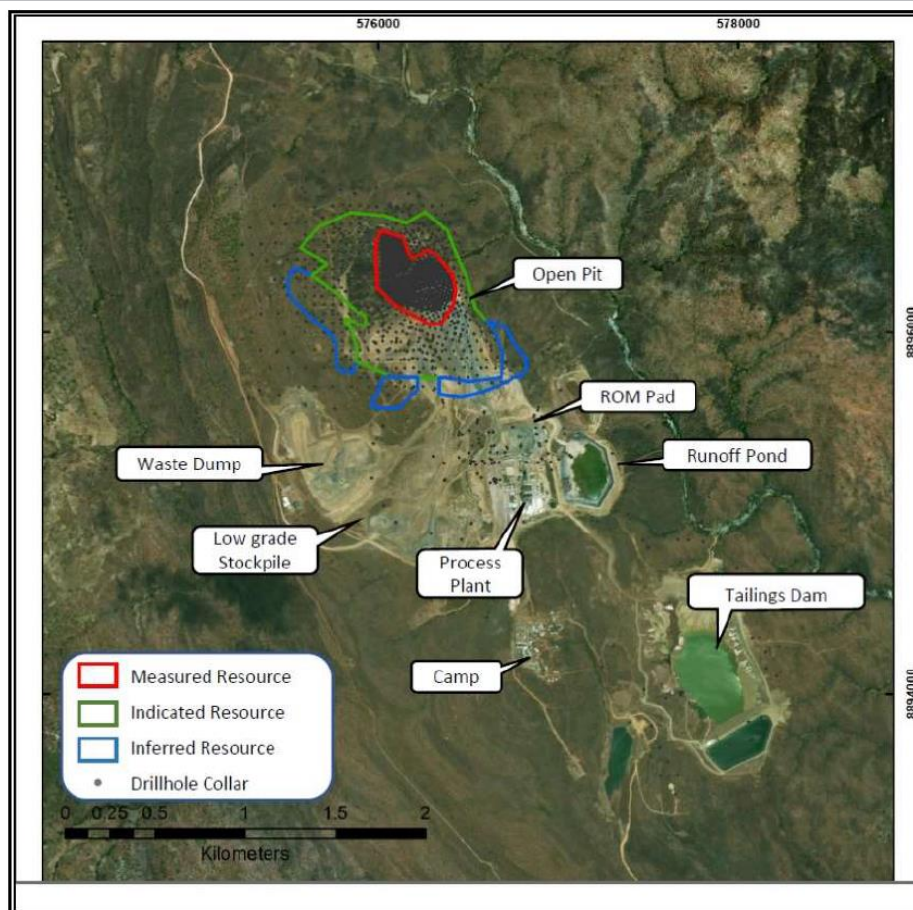 576000
578000
Open Pit
8896000
ROM Pad
Runoff Pond
Waste Dump
Low grade
Stockpile
Process
Plant
Tailings Dam
Camp
8894000
Measured Resource
Indicated Resource
Inferred Resource
Drillhole Collar
0 0.25 0.5 1 1.5 2
Kilometers